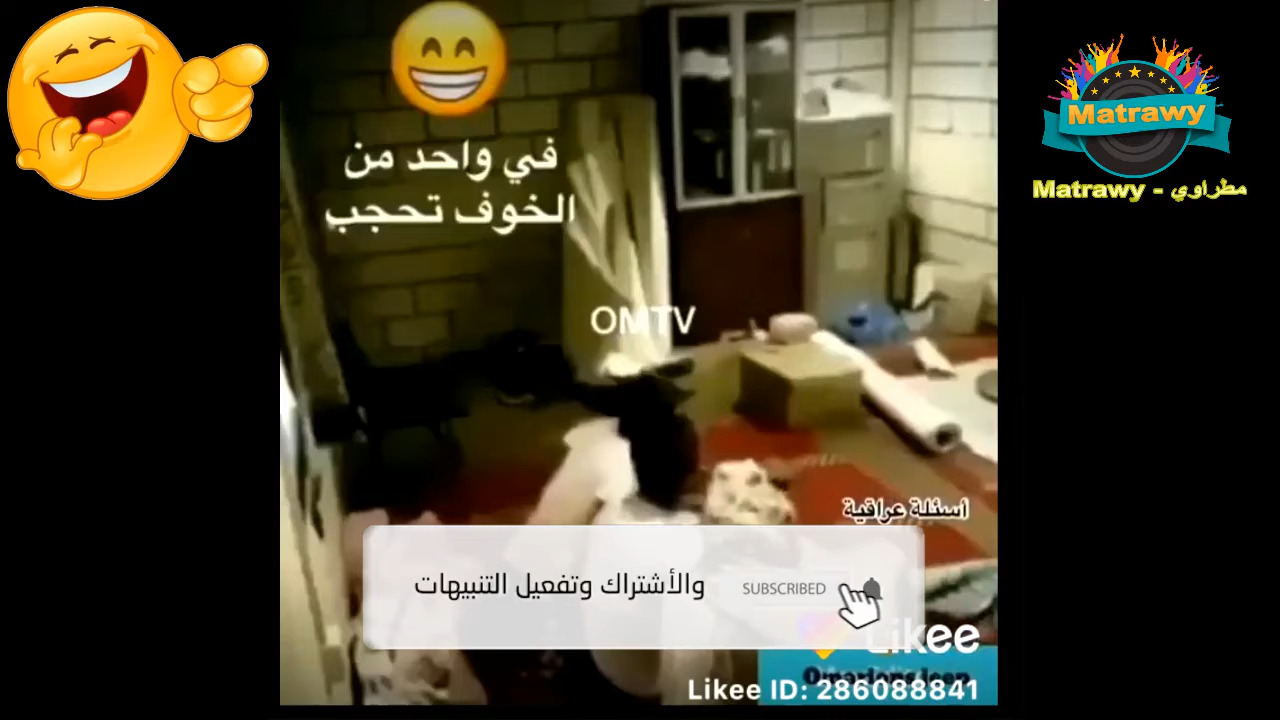 في واحد من
الخوف تحجب
Matrawy
Matrawy - مطراوي
OMTV
أسئلة عراقية
والأشتراك وتفعيل التنبيهات
SUBSCRIBED
Likee
Likee ID: 286088841